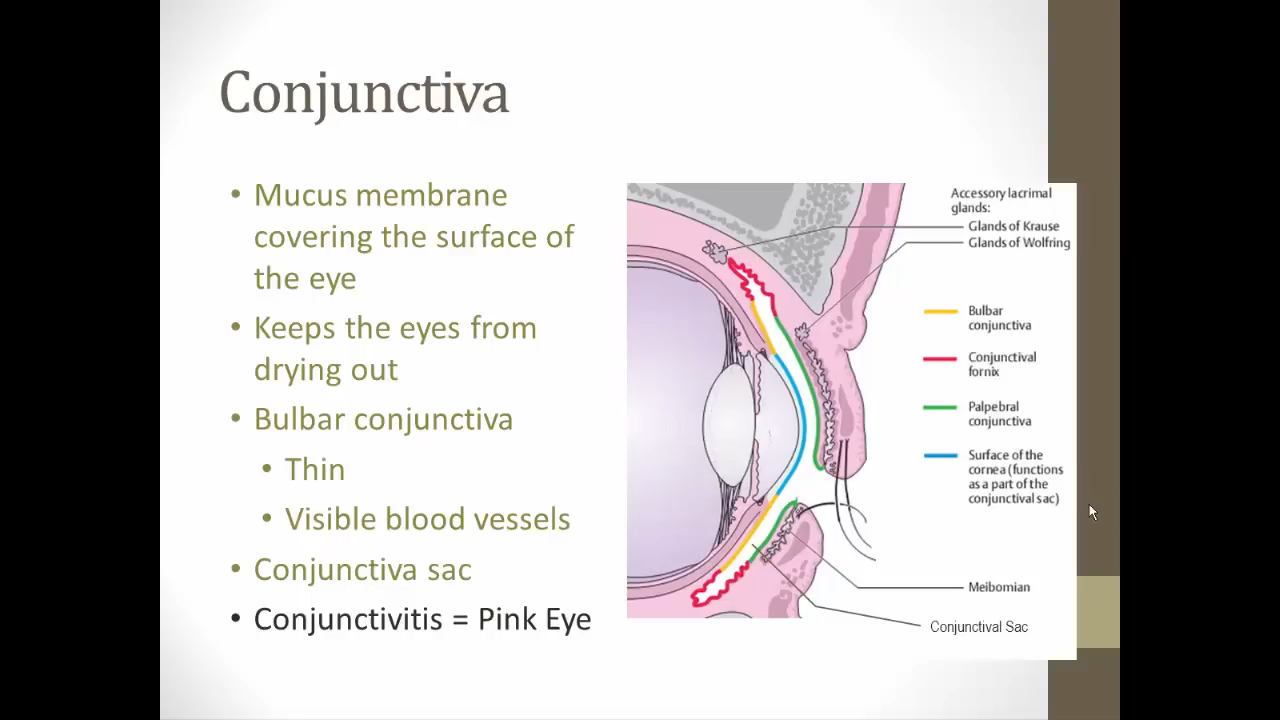 Conjunctiva
• Mucus membrane
covering the surface of
the eye
• Keeps the eyes from
drying out
• Bulbar conjunctiva
• Thin
• Visible blood vessels
• Conjunctiva sac
• Conjunctivitis = Pink Eye
Accessory lacrimal
glands:
Glands of Krause
Glands of Wolfring
Bulbar
conjunctiva
Conjunctival
fornix
Palpebral
conjunctiva
Surface of the
cornea (functions
as a part of the
conjunctival sac)
Meibomian
Conjunctival Sac